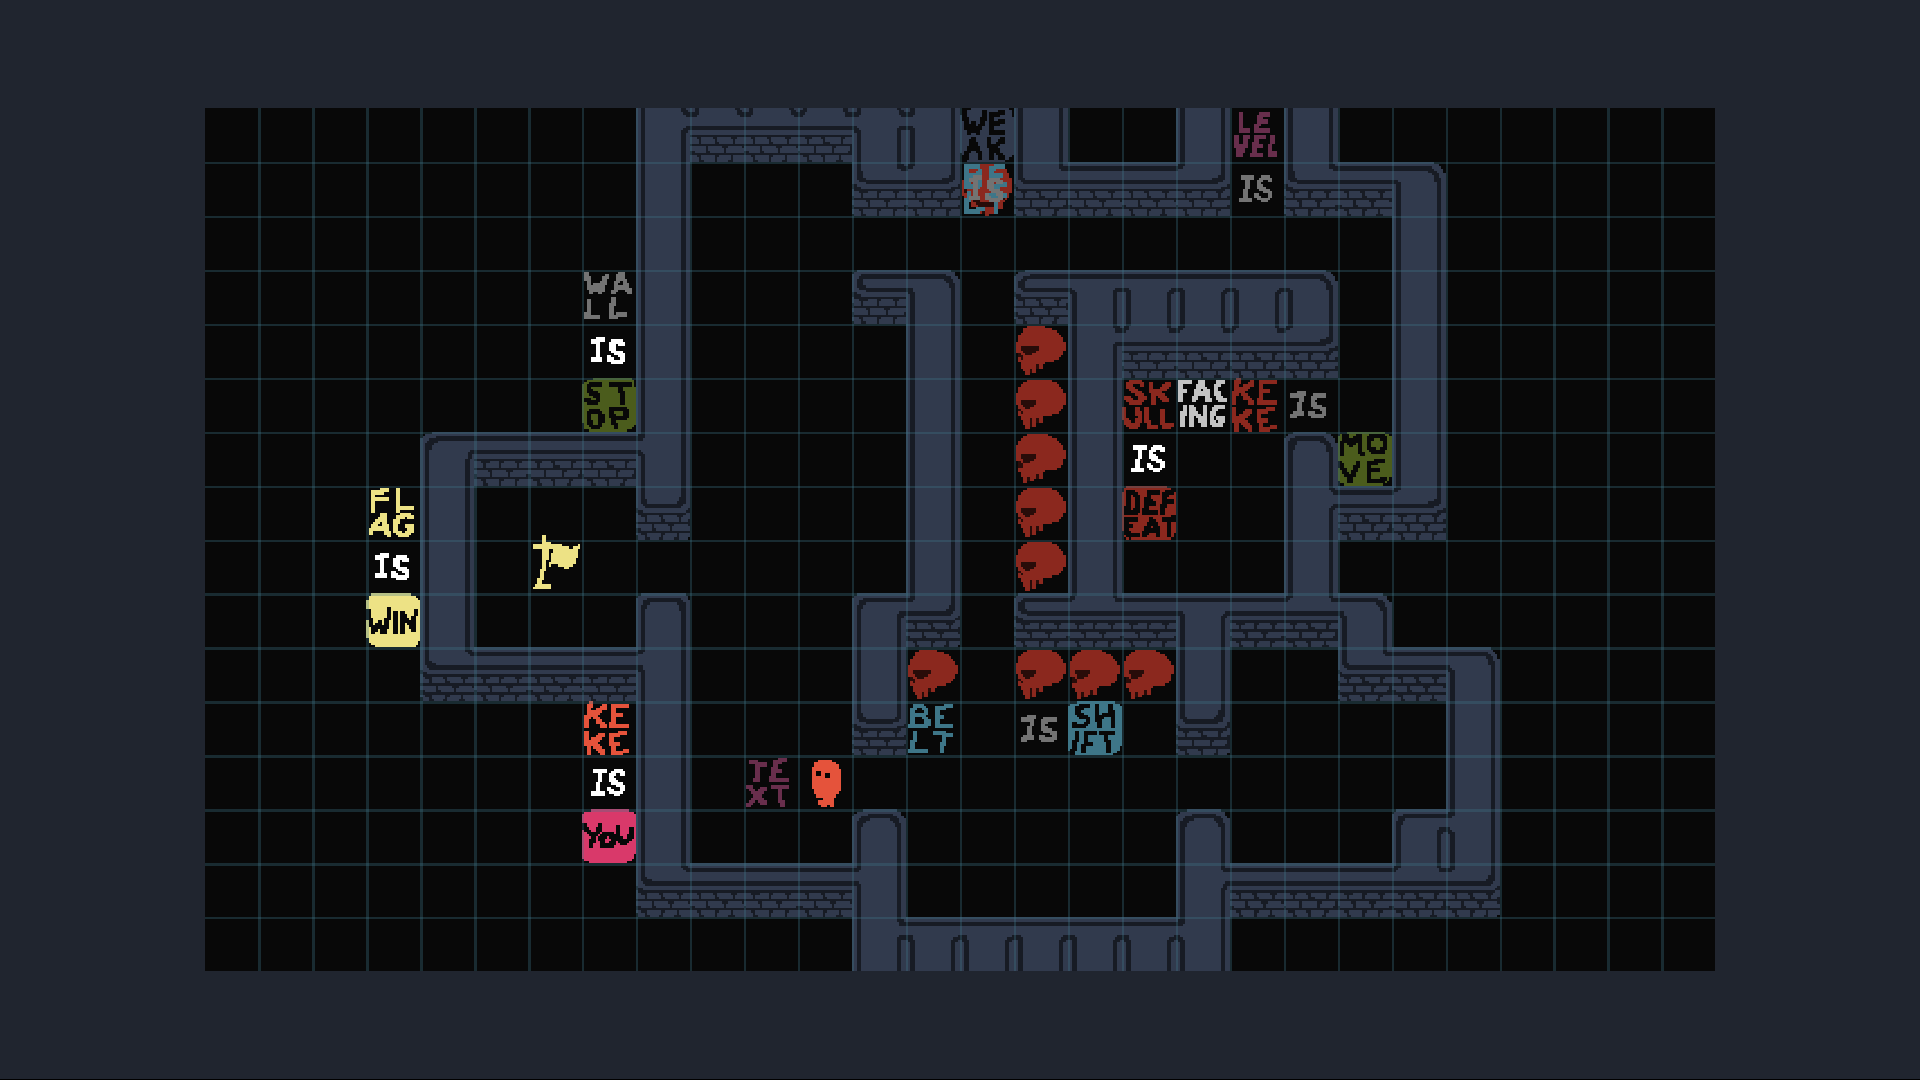 WEAK
LEVEL
BELT
IS
WALL
IS
STOP
SKULL FACING KEKE IS
IS
MOVE
FLAG
DEFEAT
IS
WIN
KEKE
BELT IS SHIFT
IS
TEXT
YOU